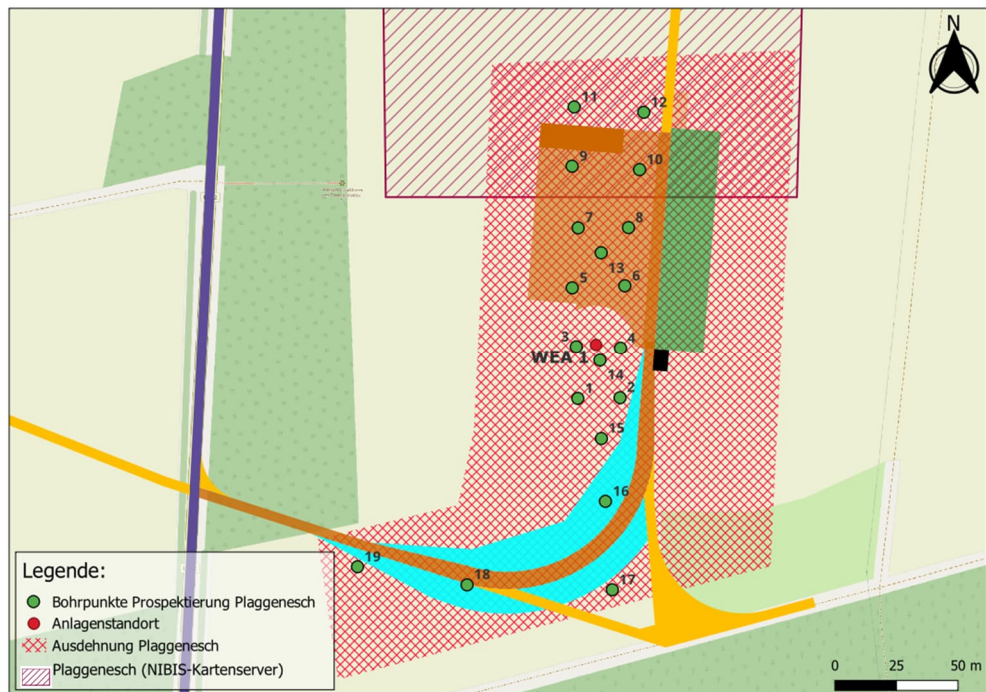 N
11
12
9
10
7
8
13
5
6
3
4
WEA 1
14
1
2
15
16
19
18
17
Legende:
Bohrpunkte Prospektierung Plaggenesch
Anlagenstandort
Ausdehnung Plaggenesch
Plaggenesch (NIBIS-Kartenserver)
0 25 50 m